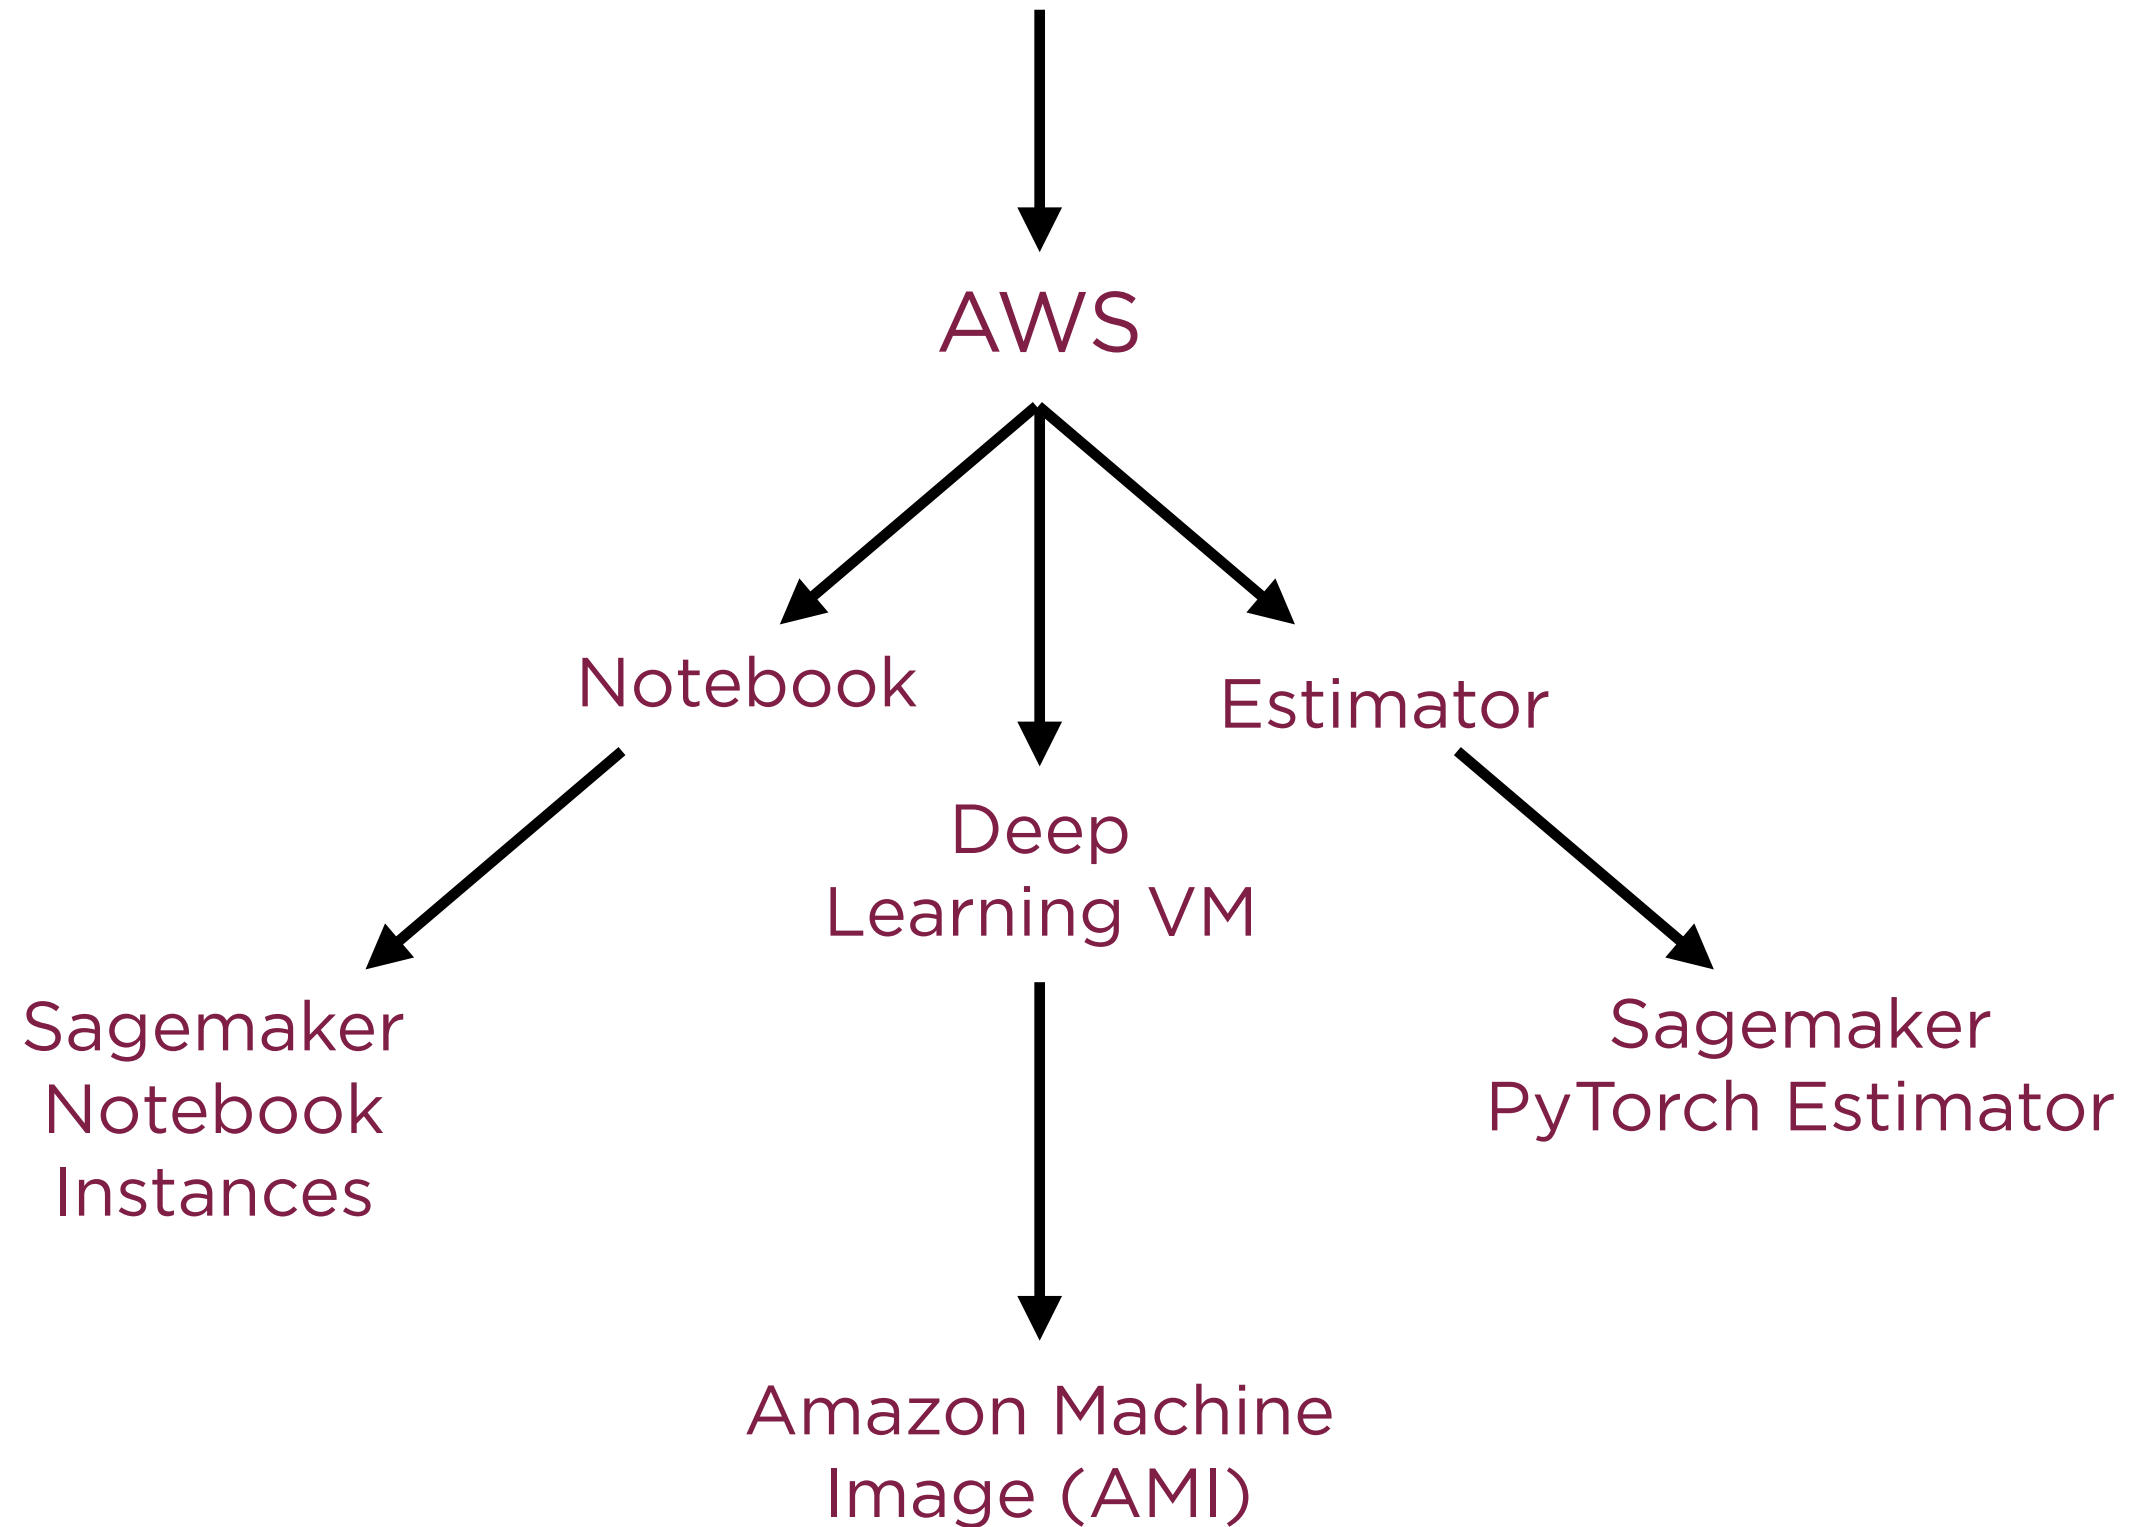 AWS
Notebook
Estimator
Deep
Learning VM
Sagemaker
Notebook
Instances
Sagemaker
PyTorch Estimator
Amazon Machine
Image (AMI)